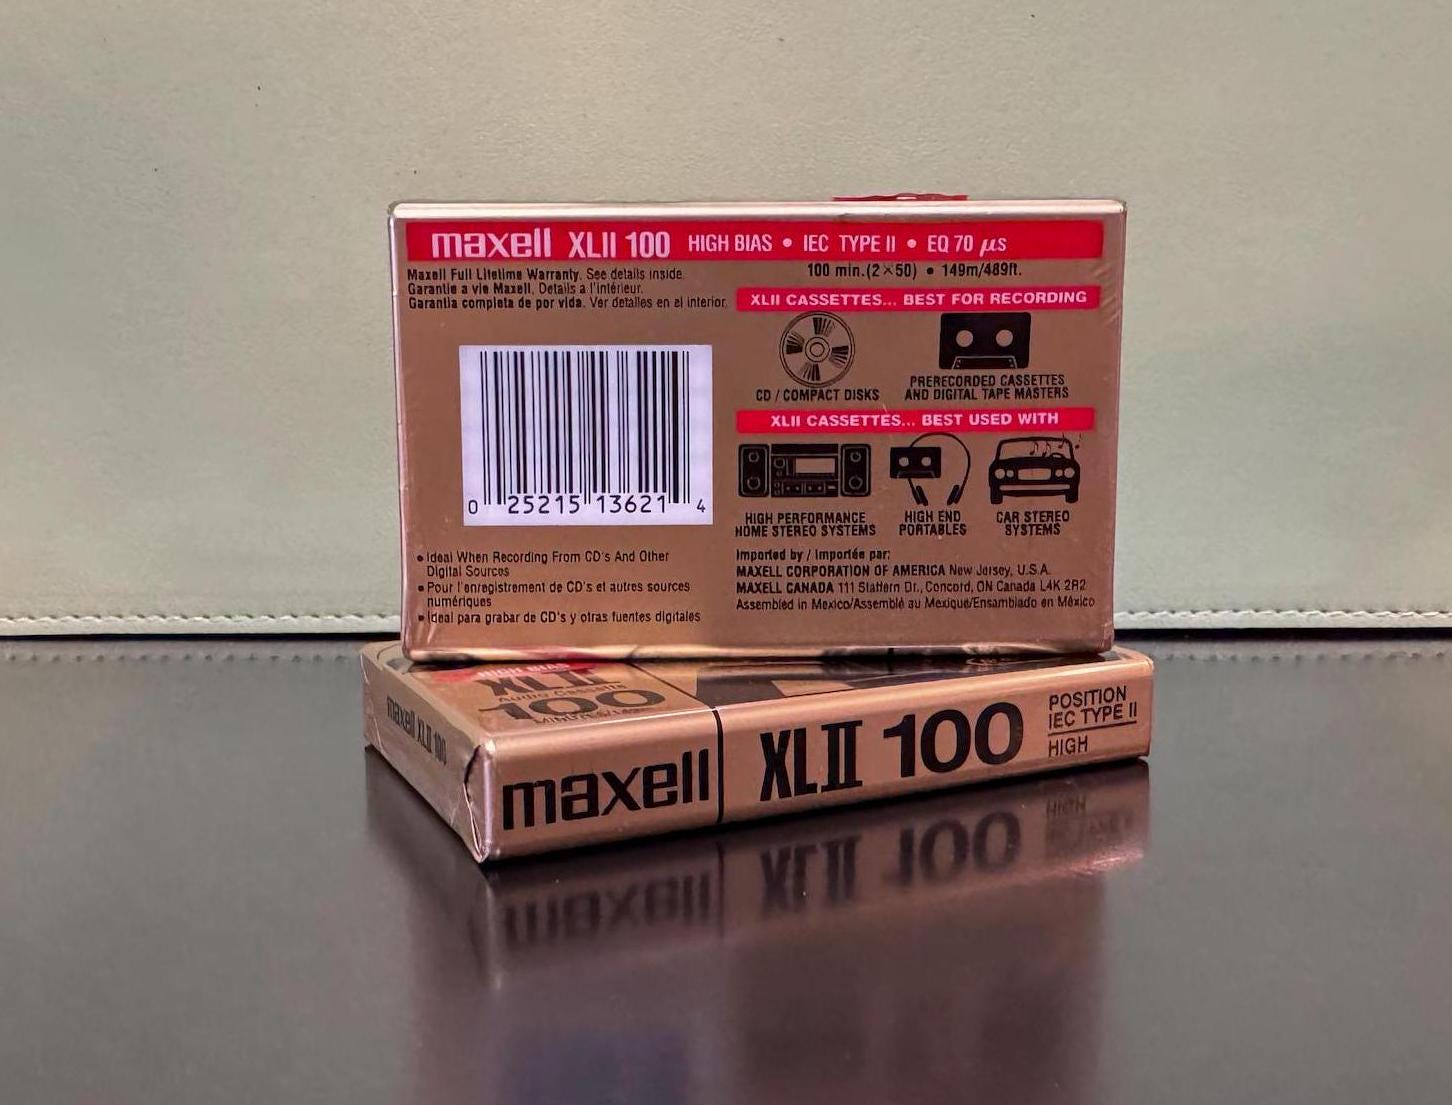 maxell XLII 100 HIGH BIAS • IEC TYPE II • EQ 70 µs
Maxell Full Lifetime Warranty. See details inside.
Garantie a vie Maxell. Details a l'intérieur.
Garantia completa de por vida. Ver detalles en el interior.
100 min.(2×50) • 149m/489ft.
XLII CASSETTES... BEST FOR RECORDING
CD / COMPACT DISKS
PRERECORDED CASSETTES
AND DIGITAL TAPE MASTERS
XLII CASSETTES... BEST USED WITH
HIGH PERFORMANCE
HOME STEREO SYSTEMS
HIGH END
PORTABLES
CAR STEREO
SYSTEMS
0 25215 13621 4
• Ideal When Recording From CD's And Other
Digital Sources
• Pour l'enregistrement de CD's et autres sources
numériques
• Ideal para grabar de CD's y otras fuentes digitales
Imported by / Importée par:
MAXELL CORPORATION OF AMERICA New Jersey, U.S.A.
MAXELL CANADA 111 Staffern Dr., Concord, ON Canada L4K 2R2
Assembled in Mexico/Assemblé au Mexique/Ensamblado en México
HIGH BIAS
XLII
Audio Cassette
100
maxell XLII 100
maxell XLII 100
POSITION
IEC TYPE II
HIGH